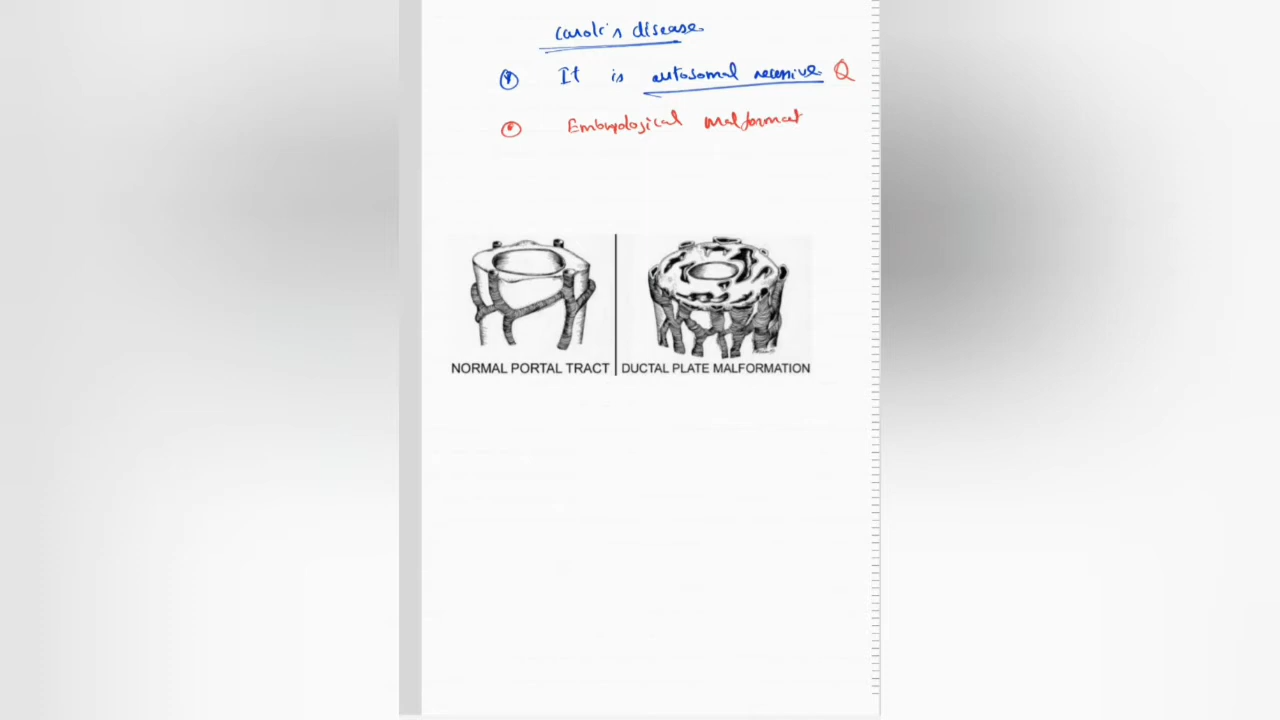 Caroli's disease
It is autosomal recessive Q
Embryological malformat
NORMAL PORTAL TRACT
DUCTAL PLATE MALFORMATION